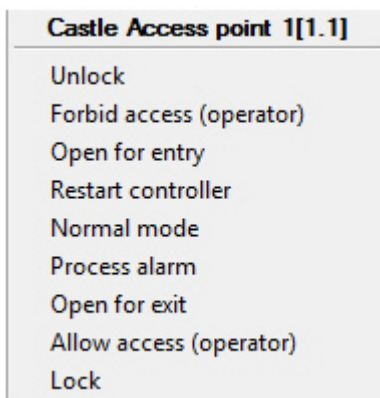 Castle Access point 1[1.1]
Unlock
Forbid access (operator)
Open for entry
Restart controller
Normal mode
Process alarm
Open for exit
Allow access (operator)
Lock